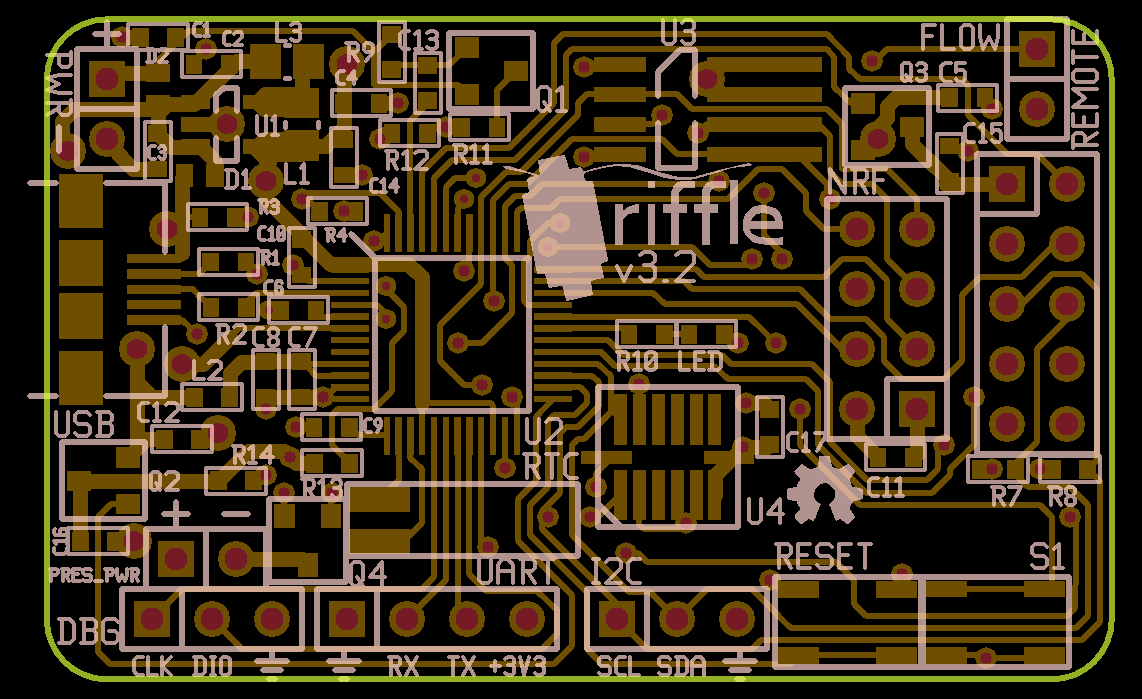 + C1 L3 R9 C13 U3 FLOW
PWR D2 C2 C4 Q1 Q3 C5 REMOTE
− C3 U1 R12 R11 C15
D1 L1 C14 NRF
R3 C10 R4 riffle
R1 C6 v3.2
R2 C8 C7 R10 LED
L2
USB C12 C9 U2 C17
R14 RTC
Q2 R13 C11 R7 R8
+ − U4
C16
PRES_PWR Q4 UART I2C RESET S1
DBG
CLK DIO RX TX +3V3 SCL SDA